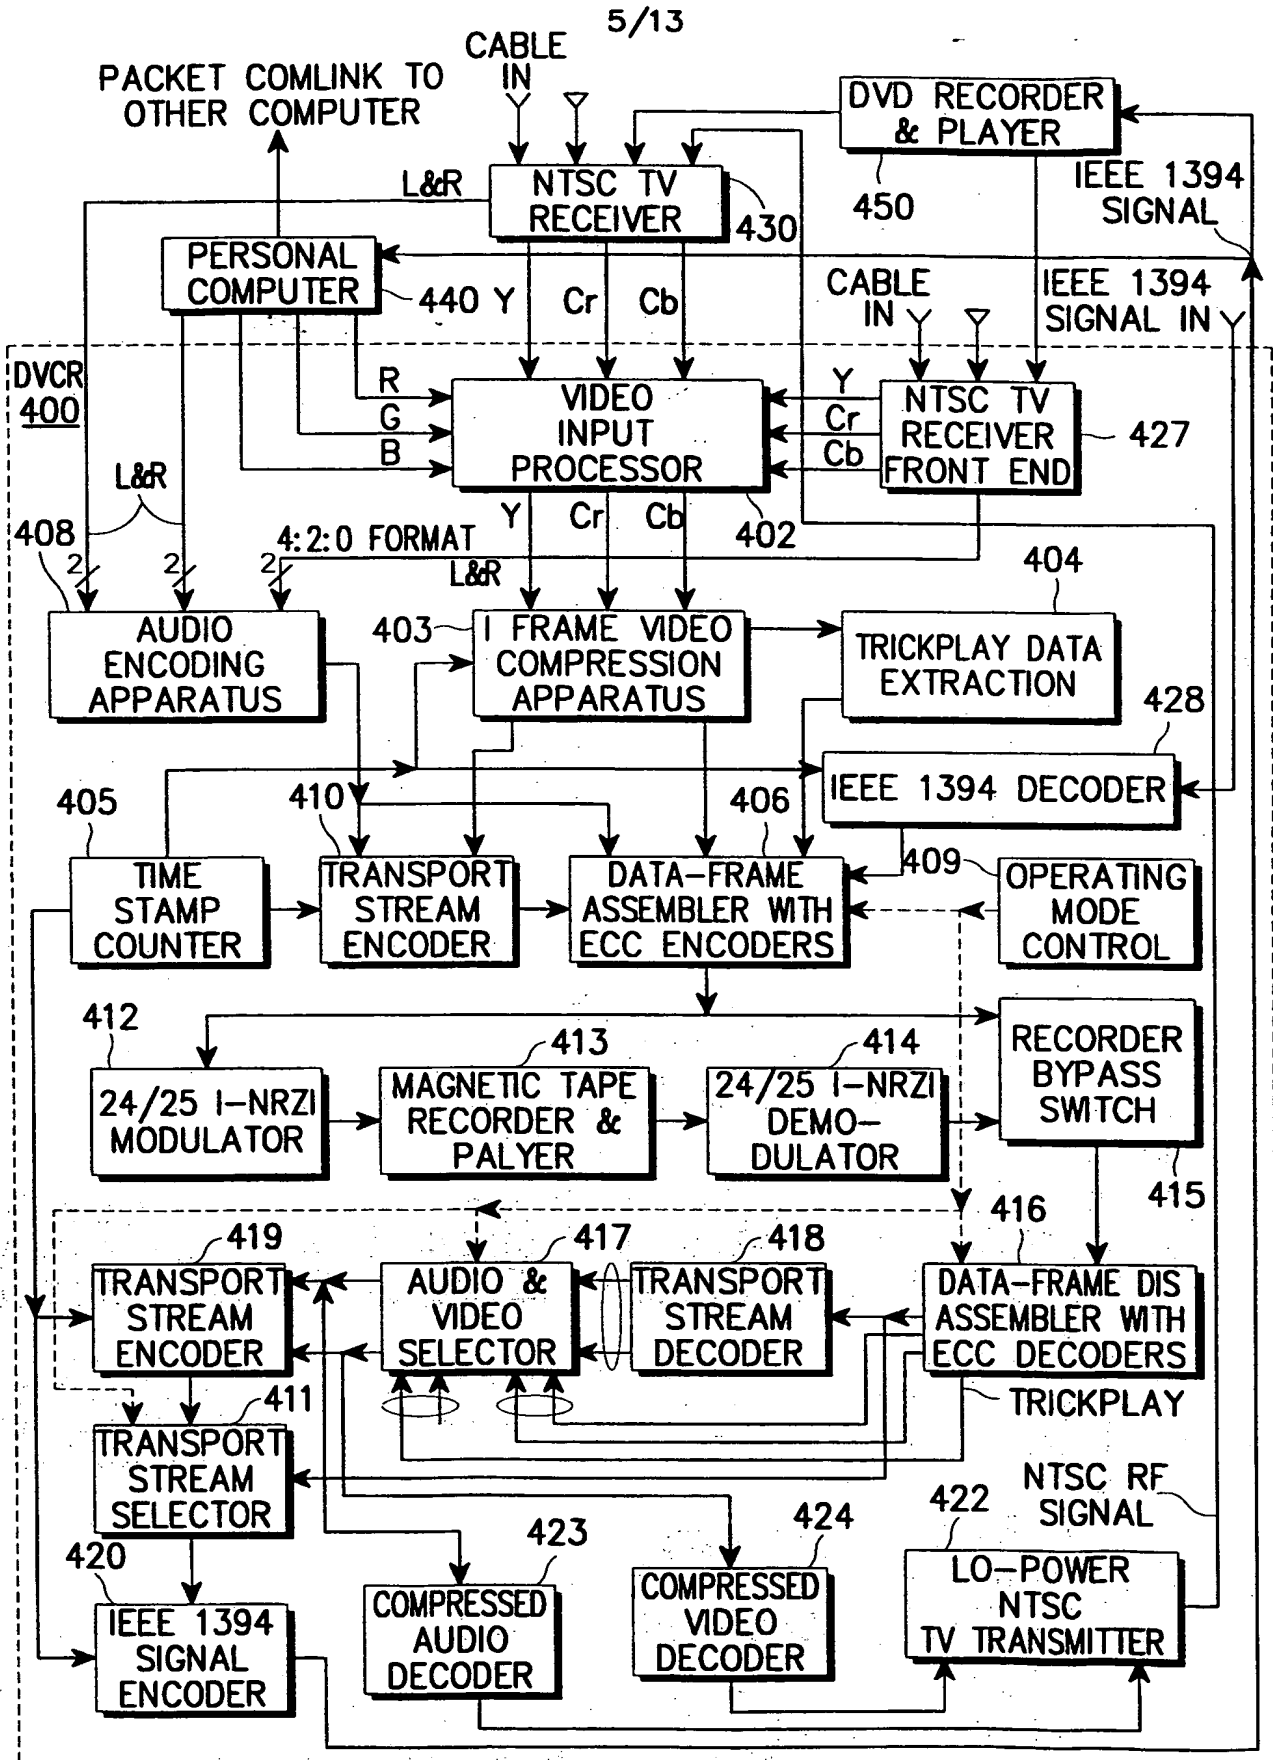 5/13
CABLE
IN
PACKET COMLINK TO
OTHER COMPUTER
DVD RECORDER
& PLAYER
450
IEEE 1394
SIGNAL
L&R
NTSC TV
RECEIVER
430
PERSONAL
COMPUTER
440
Y
Cr
Cb
CABLE
IN
IEEE 1394
SIGNAL IN
DVCR
400
R
G
B
VIDEO
INPUT
PROCESSOR
402
Y
Cr
Cb
NTSC TV
RECEIVER
FRONT END
427
L&R
408
2
2
2
4:2:0 FORMAT
L&R
Y
Cr
Cb
404
AUDIO
ENCODING
APPARATUS
403
I FRAME VIDEO
COMPRESSION
APPARATUS
TRICKPLAY DATA
EXTRACTION
428
IEEE 1394 DECODER
405
410
406
409
TIME
STAMP
COUNTER
TRANSPORT
STREAM
ENCODER
DATA-FRAME
ASSEMBLER WITH
ECC ENCODERS
OPERATING
MODE
CONTROL
412
413
414
24/25 I-NRZI
MODULATOR
MAGNETIC TAPE
RECORDER &
PALYER
24/25 I-NRZI
DEMO-
DULATOR
RECORDER
BYPASS
SWITCH
415
419
417
418
416
TRANSPORT
STREAM
ENCODER
AUDIO &
VIDEO
SELECTOR
TRANSPORT
STREAM
DECODER
DATA-FRAME DIS
ASSEMBLER WITH
ECC DECODERS
TRICKPLAY
411
TRANSPORT
STREAM
SELECTOR
NTSC RF
SIGNAL
420
423
424
422
IEEE 1394
SIGNAL
ENCODER
COMPRESSED
AUDIO
DECODER
COMPRESSED
VIDEO
DECODER
LO-POWER
NTSC
TV TRANSMITTER